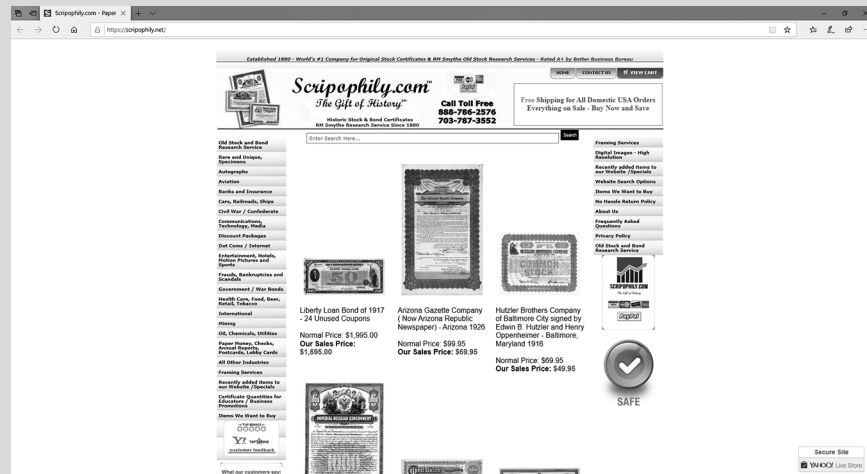 Scripophily.com - Paper
https://scripophily.net/
Established 1880 - World's #1 Company for Original Stock Certificates & RM Smythe Old Stock Research Services - Rated A+ by Better Business Bureau
HOME
CONTACT US
VIEW CART
Scripophily.com™
The Gift of History
Historic Stock & Bond Certificates
RM Smythe Research Service Since 1880
PayPal
Call Toll Free
888-786-2576
703-787-3552
Free Shipping for All Domestic USA Orders
Everything on Sale - Buy Now and Save
Enter Search Here...
Search
Old Stock and Bond
Research Service
Rare and Unique,
Specimens
Autographs
Aviation
Banks and Insurance
Cars, Railroads, Ships
Civil War / Confederate
Communications,
Technology, Media
Discount Packages
Dot Coms / Internet
Entertainment, Hotels,
Motion Pictures and
Sports
Frauds, Bankruptcies and
Scandals
Government / War Bonds
Health Care, Food, Beer,
Retail, Tobacco
International
Mining
Oil, Chemicals, Utilities
Paper Money, Checks,
Annual Reports,
Postcards, Lobby Cards
All Other Industries
Framing Services
Recently added items to
our Website /Specials
Certificate Quantities for
Educators / Business
Promotions
Items We Want to Buy
customer feedback
What our customers say:
COMMON
STOCK
Liberty Loan Bond of 1917
- 24 Unused Coupons
Normal Price: $1,995.00
Our Sales Price:
$1,695.00
Arizona Gazette Company
( Now Arizona Republic
Newspaper) - Arizona 1926
Normal Price: $99.95
Our Sales Price: $69.95
Hutzler Brothers Company
of Baltimore City signed by
Edwin B. Hutzler and Henry
Oppenheimer - Baltimore,
Maryland 1916
Normal Price: $69.95
Our Sales Price: $49.95
IMPERIAL RUSSIAN GOVERNMENT
Framing Services
Digital Images - High
Resolution
Recently added items to
our Website /Specials
Website Search Options
Items We Want to Buy
No Hassle Return Policy
About Us
Frequently Asked
Questions
Privacy Policy
Old Stock and Bond
Research Service
SCRIPOPHILY.COM
The Gift of History
PayPal
SAFE
Secure Site
YAHOO! Live Store